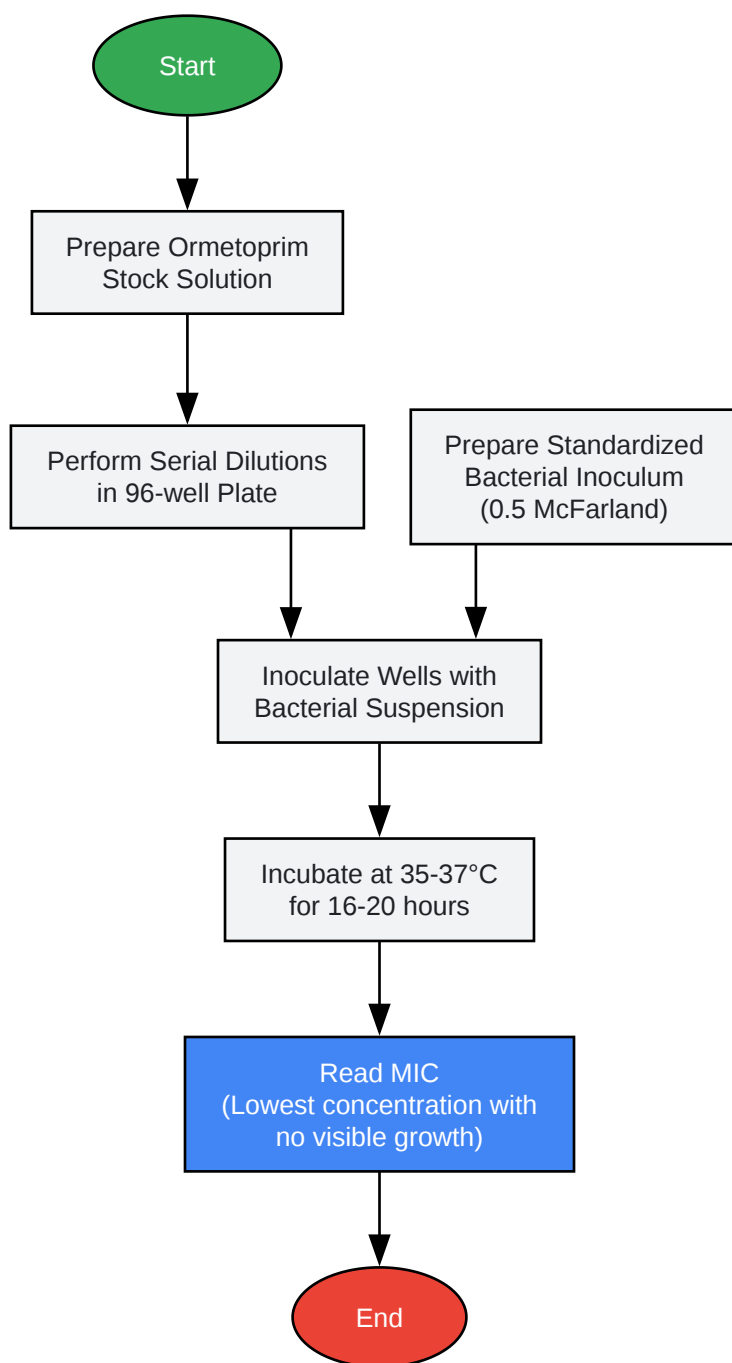 Start
Prepare Ormetoprim
Stock Solution
Perform Serial Dilutions
in 96-well Plate
Prepare Standardized
Bacterial Inoculum
(0.5 McFarland)
Inoculate Wells with
Bacterial Suspension
Incubate at 35-37°C
for 16-20 hours
Read MIC
(Lowest concentration with
no visible growth)
End